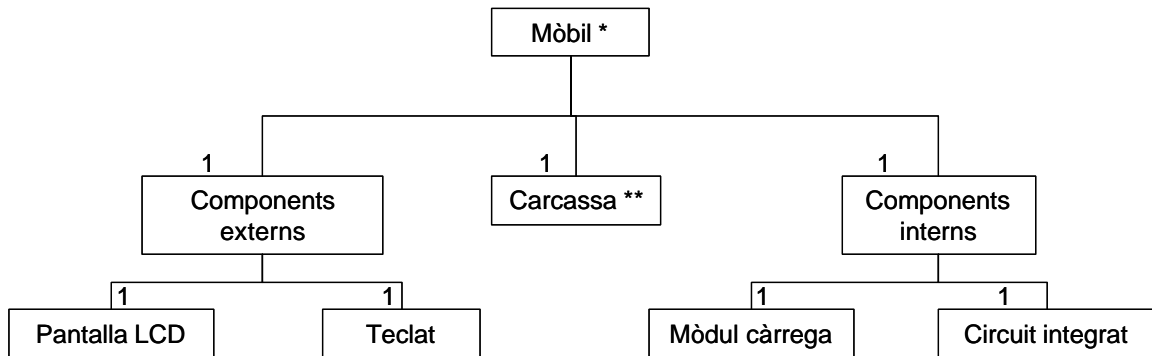 Mòbil *
1
1
1
Components
externs
Carcassa **
Components
interns
1
1
1
1
Pantalla LCD
Teclat
Mòdul càrrega
Circuit integrat